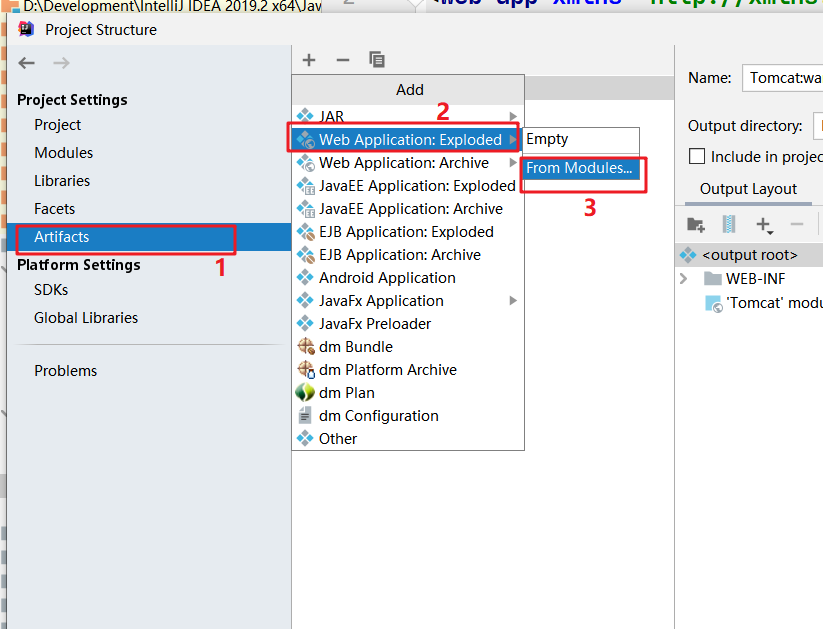 D:\Development\IntelliJ IDEA 2019.2 x64\Jav
Project Structure
Project Settings
Project
Modules
Libraries
Facets
Artifacts
1
Platform Settings
SDKs
Global Libraries
Problems
Add
2
JAR
Web Application: Exploded
Web Application: Archive
JavaEE Application: Exploded
JavaEE Application: Archive
EJB Application: Exploded
EJB Application: Archive
Android Application
JavaFx Application
JavaFx Preloader
dm Bundle
dm Platform Archive
dm Plan
dm Configuration
Other
Empty
From Modules...
3
Name: Tomcat:wa
Output directory:
Include in projec
Output Layout
<output root>
WEB-INF
'Tomcat' modu